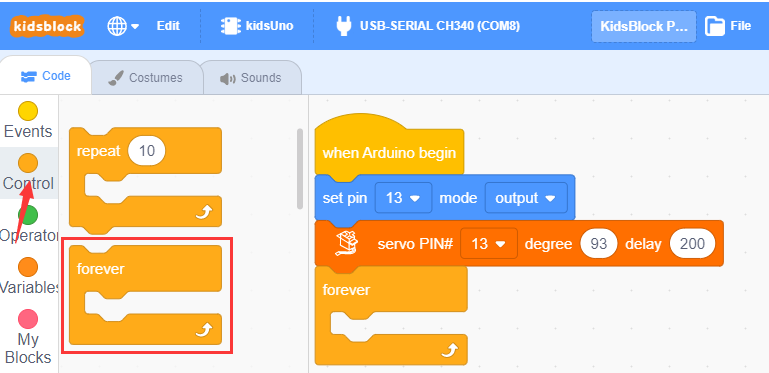 kidsblock Edit kidsUno USB-SERIAL CH340 (COM8) KidsBlock P... File
Code Costumes Sounds
Events
Control
Operator
Variables
My
Blocks
repeat 10
forever
when Arduino begin
set pin 13 mode output
servo PIN# 13 degree 93 delay 200
forever